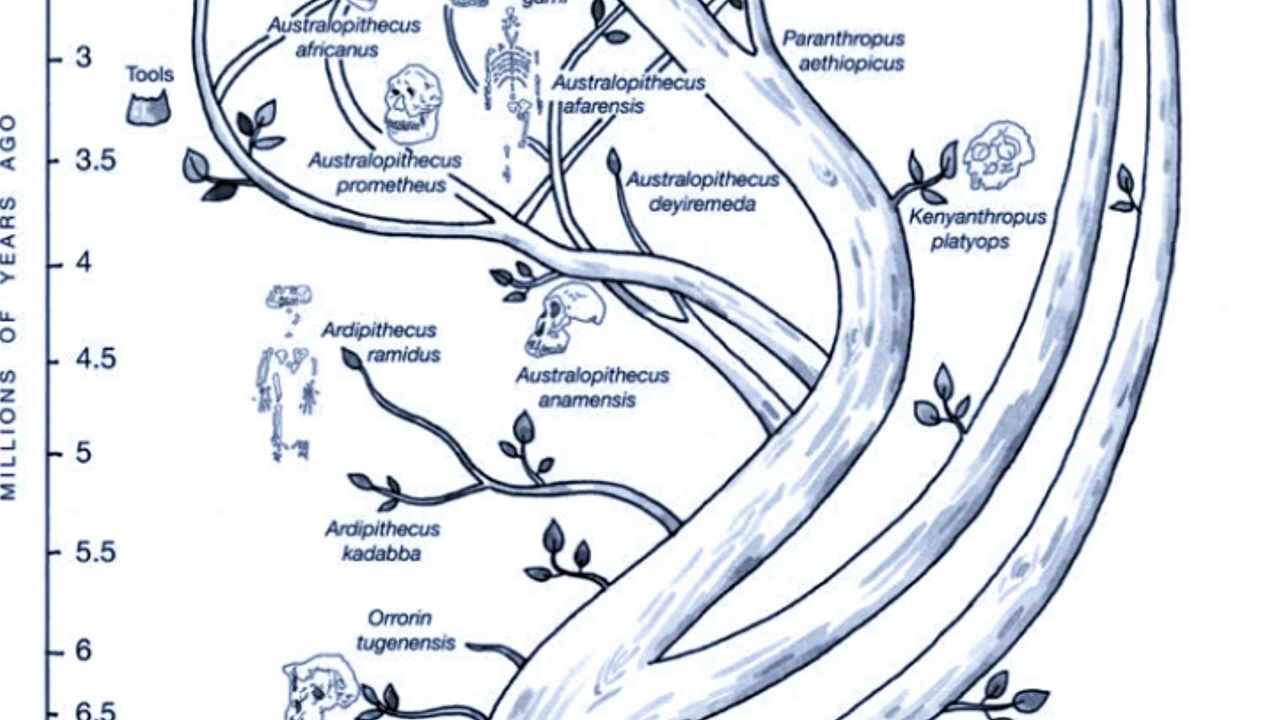 Australopithecus
africanus
3
Tools
Paranthropus
aethiopicus
Australopithecus
afarensis
3.5
Australopithecus
prometheus
Australopithecus
deyiremeda
Kenyanthropus
platyops
4
Ardipithecus
ramidus
4.5
Australopithecus
anamensis
5
Ardipithecus
kadabba
5.5
Orrorin
tugenensis
6
6.5
MILLIONS OF YEARS AGO